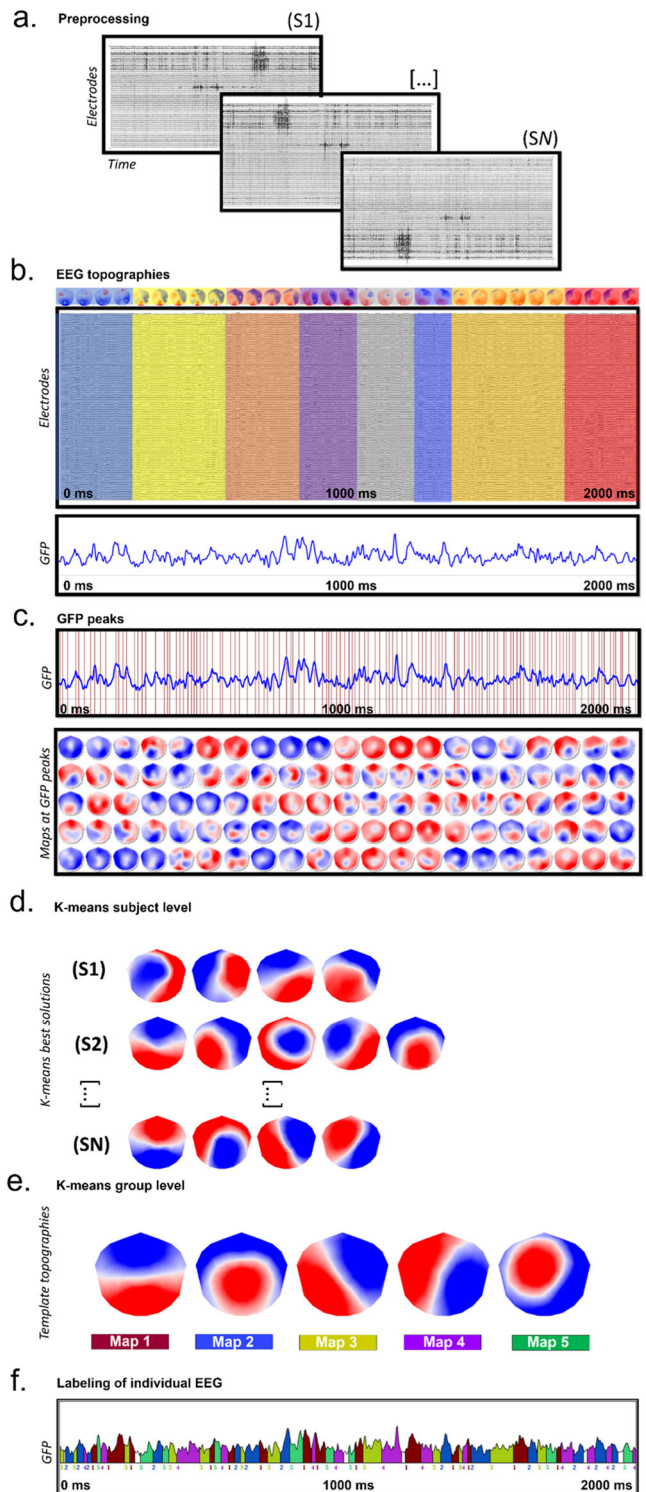 a. Preprocessing
(S1)
[...]
(SN)
Electrodes
Time
b. EEG topographies
Electrodes
0 ms 1000 ms 2000 ms
GFP
0 ms 1000 ms 2000 ms
c. GFP peaks
GFP
0 ms 1000 ms 2000 ms
Maps at GFP peaks
d. K-means subject level
K-means best solutions
(S1)
(S2)
[...] [...]
(SN)
e. K-means group level
Template topographies
Map 1 Map 2 Map 3 Map 4 Map 5
f. Labeling of individual EEG
GFP
0 ms 1000 ms 2000 ms